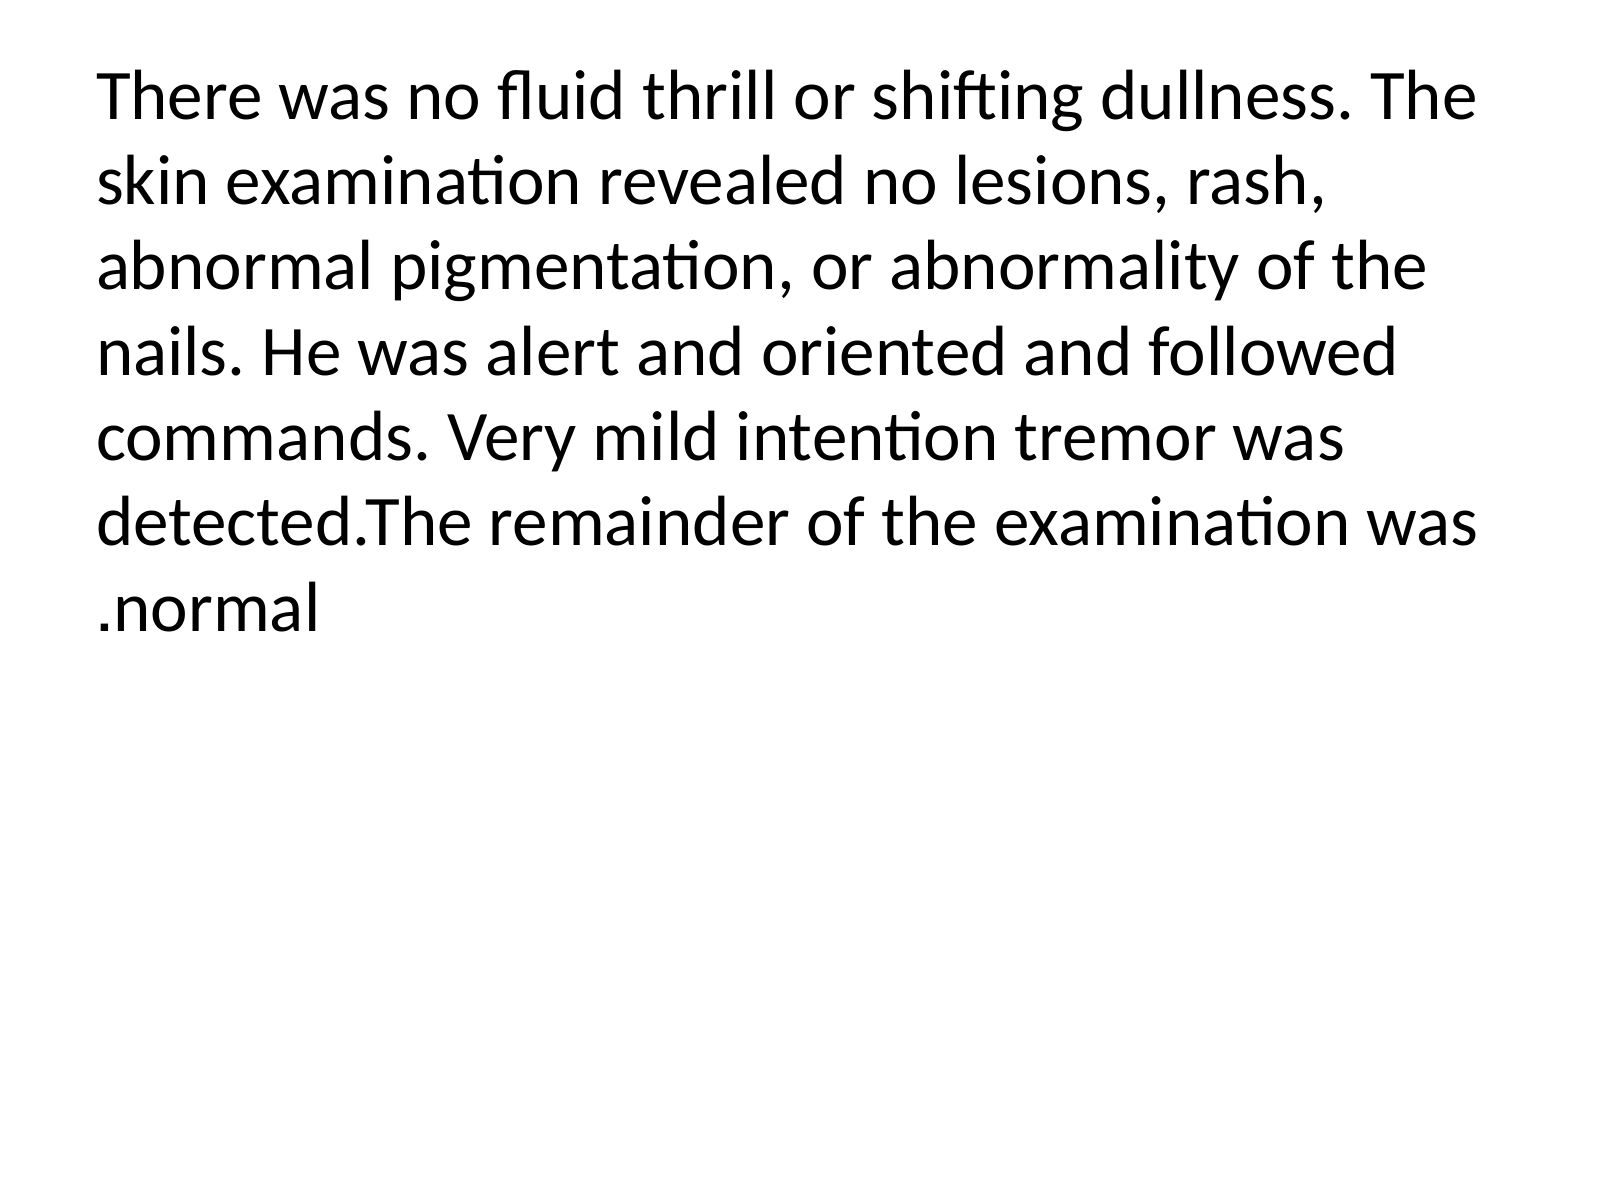 There was no fluid thrill or shifting dullness. The
skin examination revealed no lesions, rash,
abnormal pigmentation, or abnormality of the
nails. He was alert and oriented and followed
commands. Very mild intention tremor was
detected.The remainder of the examination was
.normal